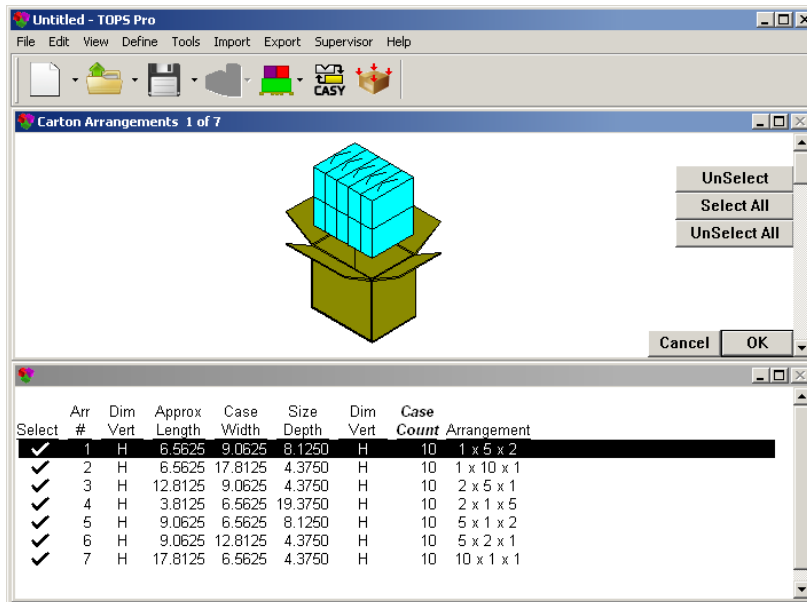 Untitled - TOPS Pro
File Edit View Define Tools Import Export Supervisor Help
CASY
Carton Arrangements 1 of 7
UnSelect
Select All
UnSelect All
Cancel OK
Arr Dim Approx Case Size Dim Case
Select # Vert Length Width Depth Vert Count Arrangement
1 H 6.5625 9.0625 8.1250 H 10 1 x 5 x 2
2 H 6.5625 17.8125 4.3750 H 10 1 x 10 x 1
3 H 12.8125 9.0625 4.3750 H 10 2 x 5 x 1
4 H 3.8125 6.5625 19.3750 H 10 2 x 1 x 5
5 H 9.0625 6.5625 8.1250 H 10 5 x 1 x 2
6 H 9.0625 12.8125 4.3750 H 10 5 x 2 x 1
7 H 17.8125 6.5625 4.3750 H 10 10 x 1 x 1